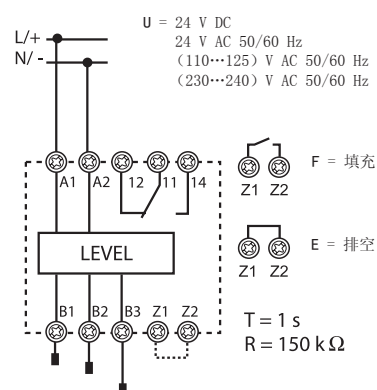 U = 24 V DC
24 V AC 50/60 Hz
(110···125) V AC 50/60 Hz
(230···240) V AC 50/60 Hz
L/+
N/ -
A1 A2 12 11 14
Z1 Z2
F = 填充
LEVEL
Z1 Z2
E = 排空
B1 B2 B3 Z1 Z2
T = 1 s
R = 150 k Ω